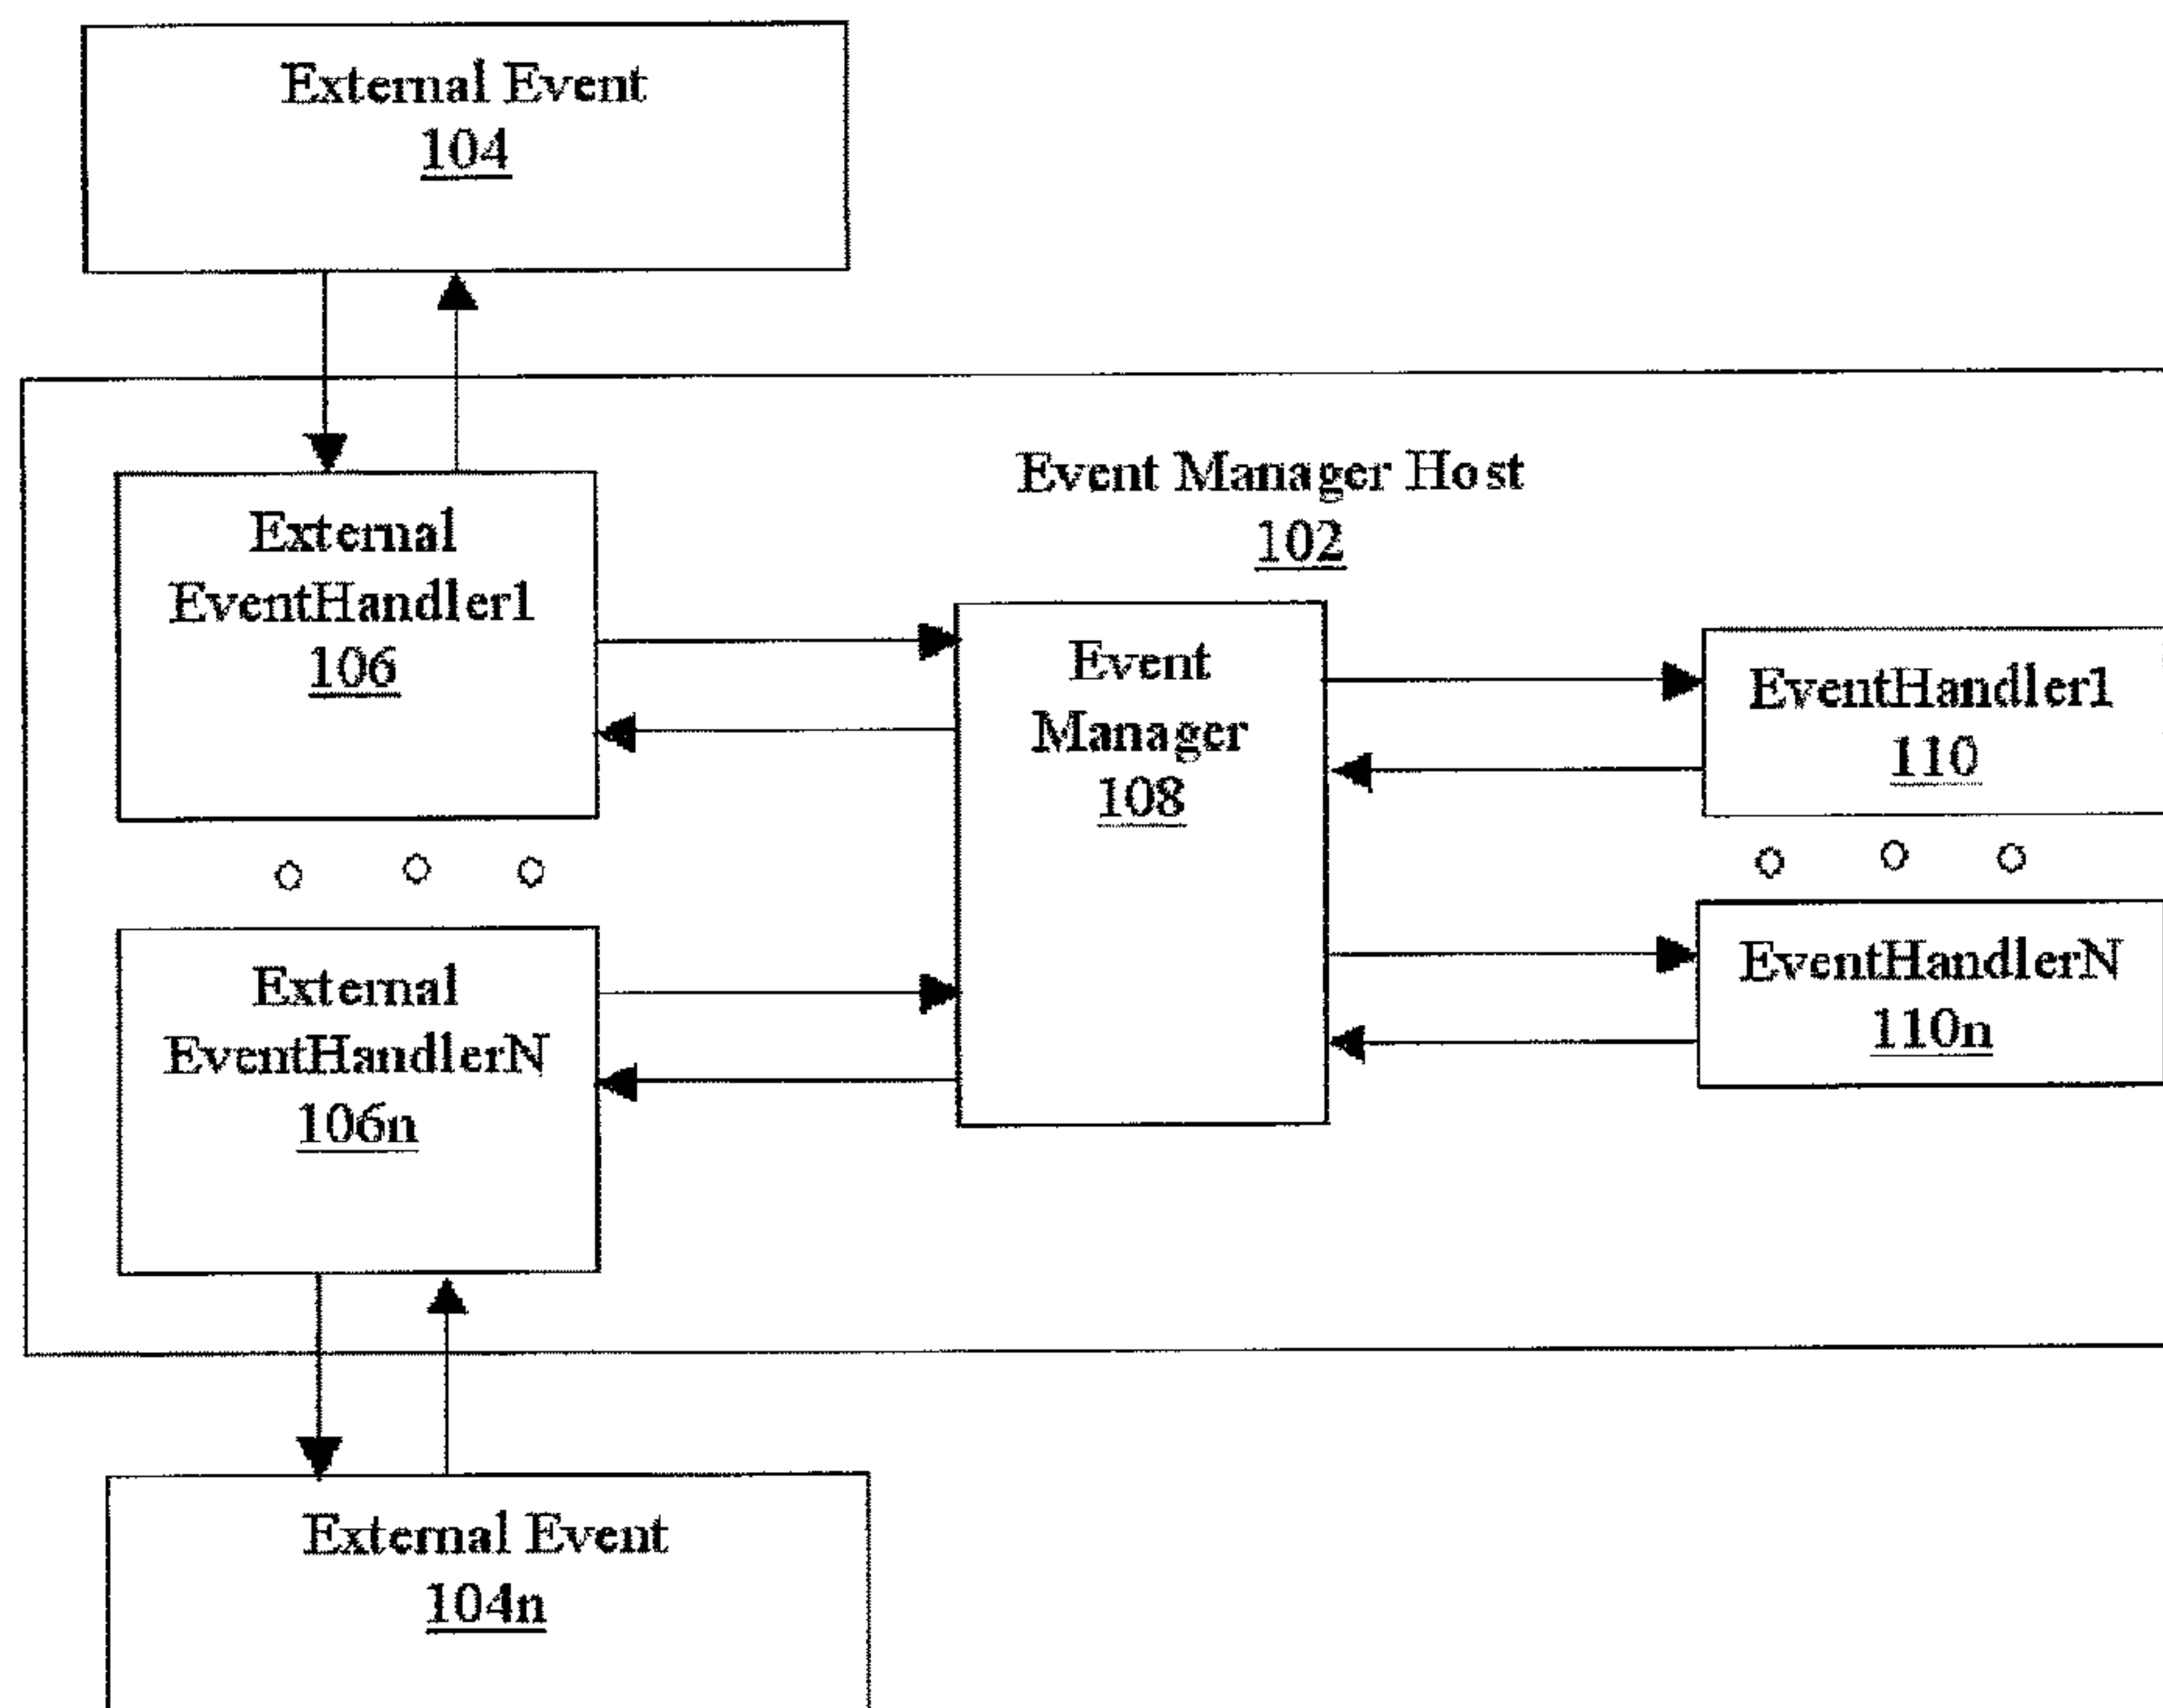 External Event
104
Event Manager Host
102
External
EventHandler1
106
Event
Manager
108
EventHandler1
110
External
EventHandlerN
106n
EventHandlerN
110n
External Event
104n